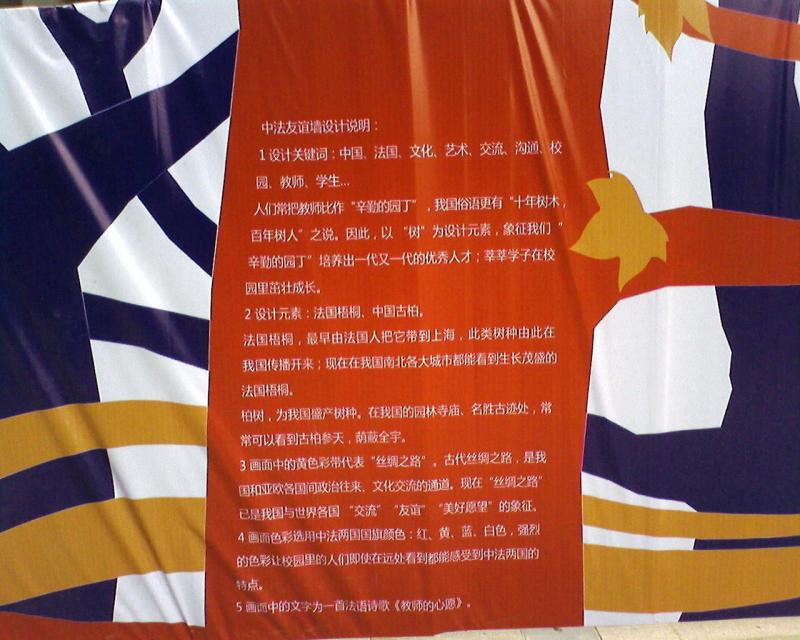 中法友谊墙设计说明：
1 设计关键词：中国、法国、文化、艺术、交流、沟通、校
园、教师、学生...
人们常把教师比作“辛勤的园丁”，我国俗语更有“十年树木，
百年树人”之说。因此，以“树”为设计元素，象征我们“
辛勤的园丁”培养出一代又一代的优秀人才；莘莘学子在校
园里茁壮成长。
2 设计元素：法国梧桐、中国古柏。
法国梧桐，最早由法国人把它带到上海，此类树种由此在
我国传播开来；现在在我国南北各大城市都能看到生长茂盛的
法国梧桐。
柏树，为我国盛产树种。在我国的园林寺庙、名胜古迹处，常
常可以看到古柏参天，荫蔽全宇。
3 画面中的黄色彩带代表“丝绸之路”。古代丝绸之路，是我
国和亚欧各国间政治往来、文化交流的通道。现在“丝绸之路”
已是我国与世界各国“交流”“友谊”“美好愿望”的象征。
4 画面色彩选用中法两国国旗颜色：红、黄、蓝、白色，强烈
的色彩让校园里的人们即使在远处看到都能感受到中法两国的
特点。
5 画面中的文字为一首法语诗歌《教师的心愿》。